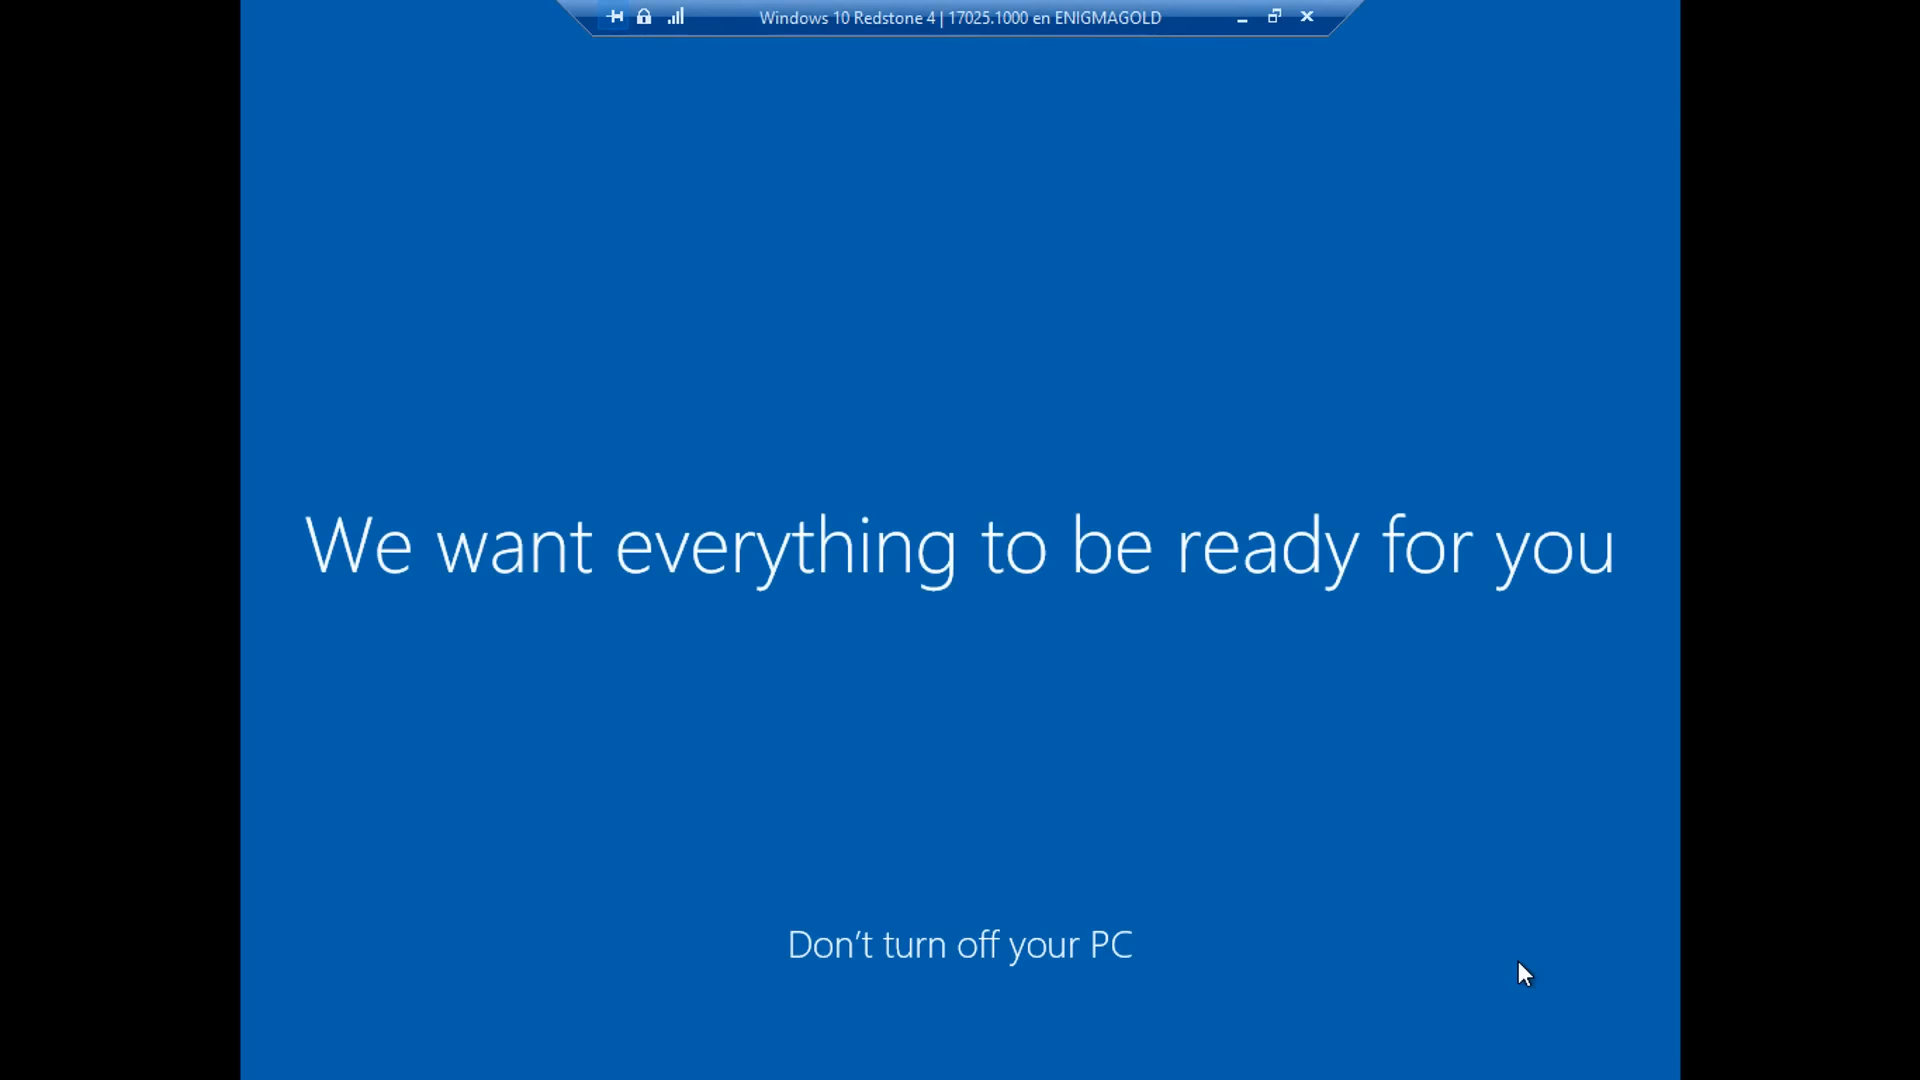 Windows 10 Redstone 4 | 17025.1000 en ENIGMAGOLD
We want everything to be ready for you
Don’t turn off your PC